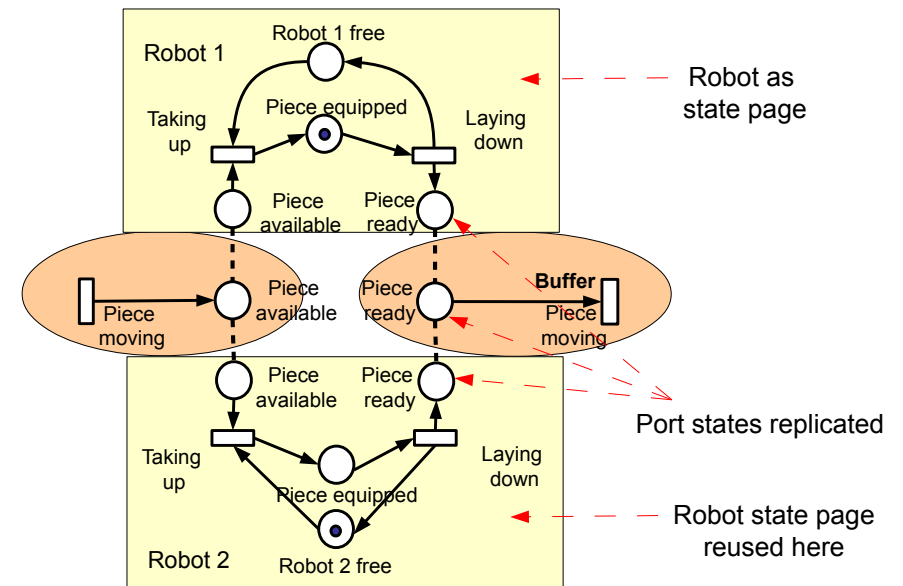 Robot 1
Robot 1 free
Piece equipped
Taking
up
Laying
down
Piece
available
Piece
ready
Robot as
state page
Piece
moving
Piece
available
Piece
ready
Buffer
Piece
moving
Piece
available
Piece
ready
Port states replicated
Taking
up
Piece equipped
Laying
down
Robot 2
Robot 2 free
Robot state page
reused here